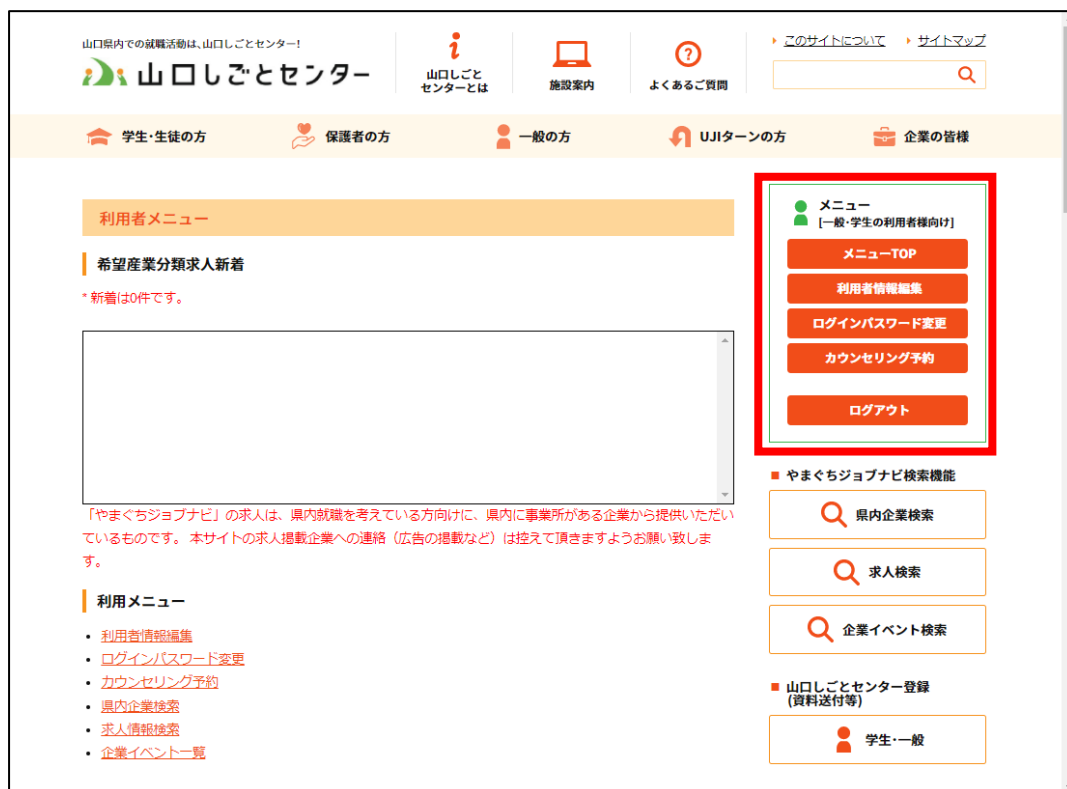 山口県内での就職活動は、山口しごとセンター!
山口しごとセンター
山口しごと
センターとは
施設案内
よくあるご質問
このサイトについて
サイトマップ
学生・生徒の方
保護者の方
一般の方
UJIターンの方
企業の皆様
利用者メニュー
希望産業分類求人新着
* 新着は0件です。
「やまぐちジョブナビ」の求人は、県内就職を考えている方向けに、県内に事業所がある企業から提供いただい
ているものです。 本サイトの求人掲載企業への連絡（広告の掲載など）は控えて頂きますようお願い致しま
す。
利用メニュー
• 利用者情報編集
• ログインパスワード変更
• カウンセリング予約
• 県内企業検索
• 求人情報検索
• 企業イベント一覧
メニュー
[一般・学生の利用者様向け]
メニューTOP
利用者情報編集
ログインパスワード変更
カウンセリング予約
ログアウト
やまぐちジョブナビ検索機能
県内企業検索
求人検索
企業イベント検索
山口しごとセンター登録
(資料送付等)
学生・一般